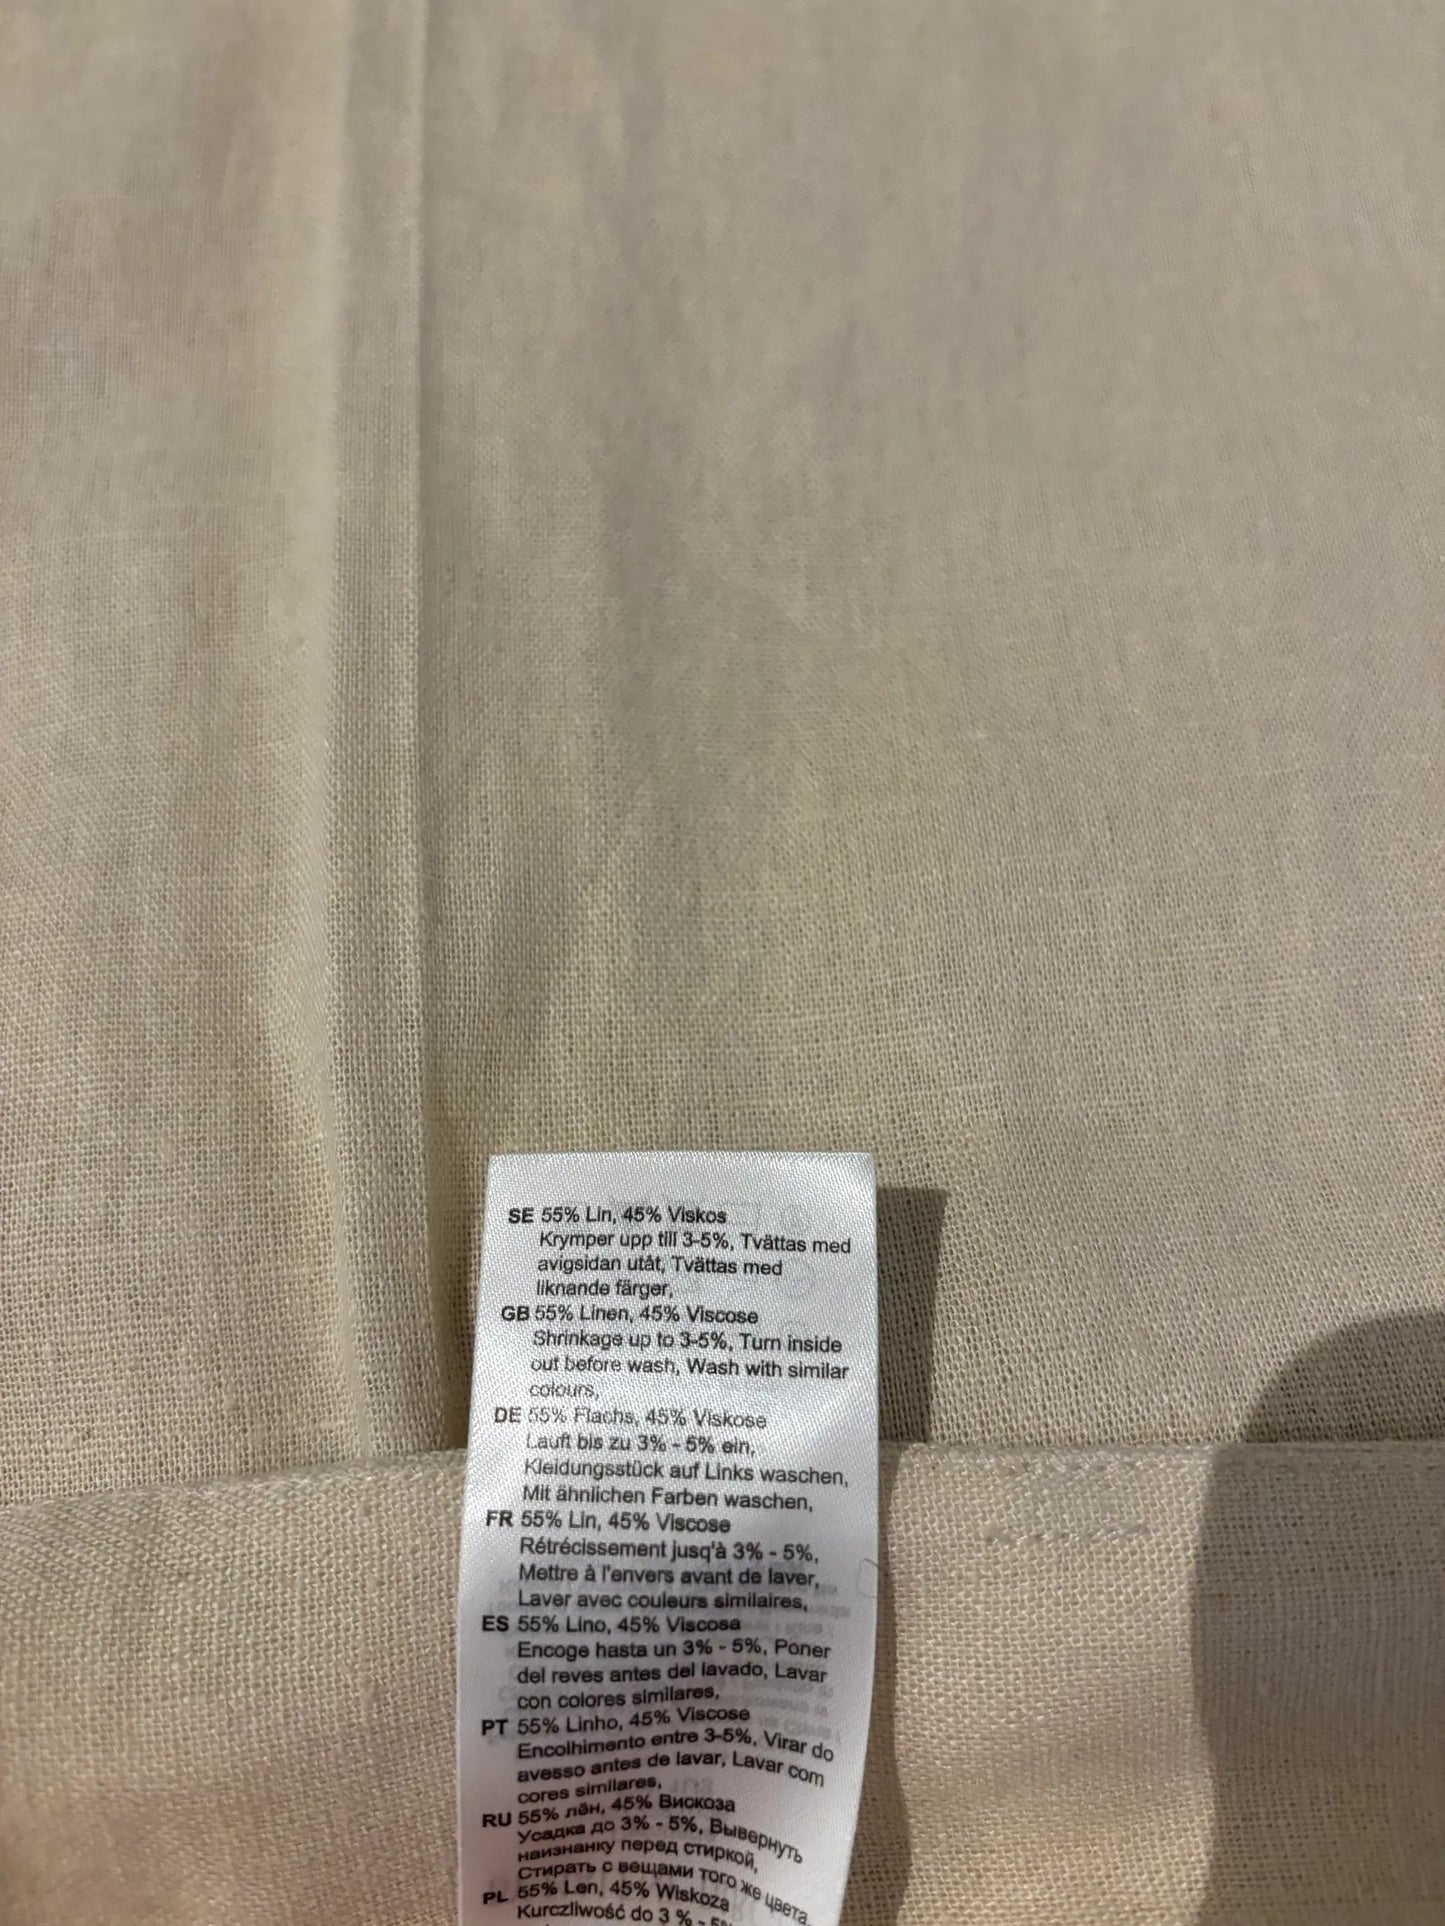 SE 55% Lin, 45% Viskos
Krymper upp till 3-5%, Tvättas med
avigsidan utåt, Tvättas med
liknande färger,
GB 55% Linen, 45% Viscose
Shrinkage up to 3-5%, Turn inside
out before wash, Wash with similar
colours,
DE 55% Flachs, 45% Viskose
Lauft bis zu 3% - 5% ein,
Kleidungsstück auf Links waschen,
Mit ähnlichen Farben waschen,
FR 55% Lin, 45% Viscose
Rétrécissement jusq'à 3% - 5%,
Mettre à l'envers avant de laver,
Laver avec couleurs similaires,
ES 55% Lino, 45% Viscosa
Encoge hasta un 3% - 5%, Poner
del reves antes del lavado, Lavar
con colores similares,
PT 55% Linho, 45% Viscose
Encolhimento entre 3-5%, Virar do
avesso antes de lavar, Lavar com
cores similares,
RU 55% лён, 45% Вискоза
Усадка до 3% - 5%, Вывернуть
наизнанку перед стиркой,
Стирать с вещами того же цвета
PL 55% Len, 45% Wiskoza
Kurczliwość do 3 % - 5%